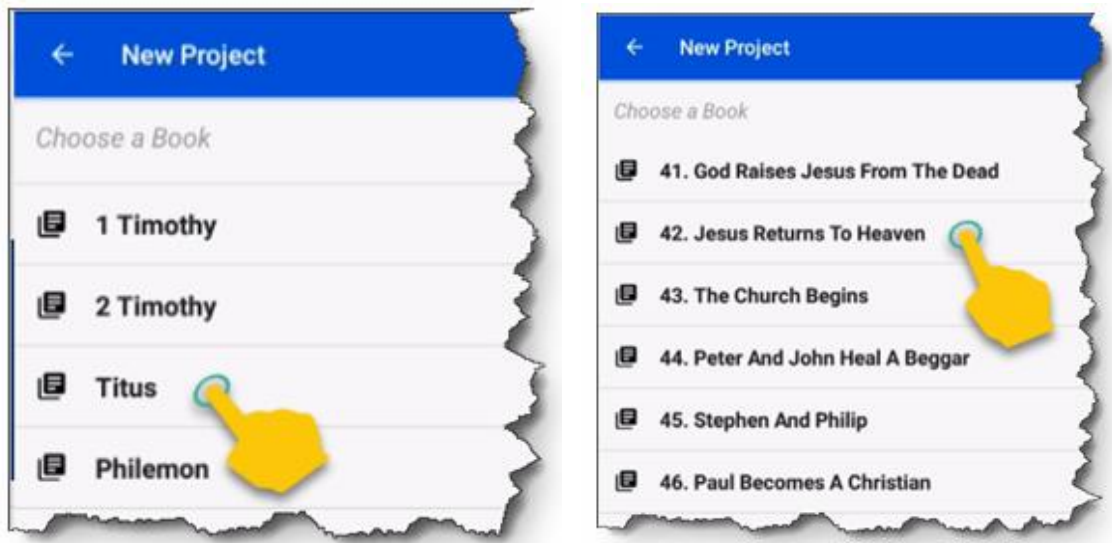 New Project
Choose a Book
1 Timothy
2 Timothy
Titus
Philemon
New Project
Choose a Book
41. God Raises Jesus From The Dead
42. Jesus Returns To Heaven
43. The Church Begins
44. Peter And John Heal A Beggar
45. Stephen And Philip
46. Paul Becomes A Christian